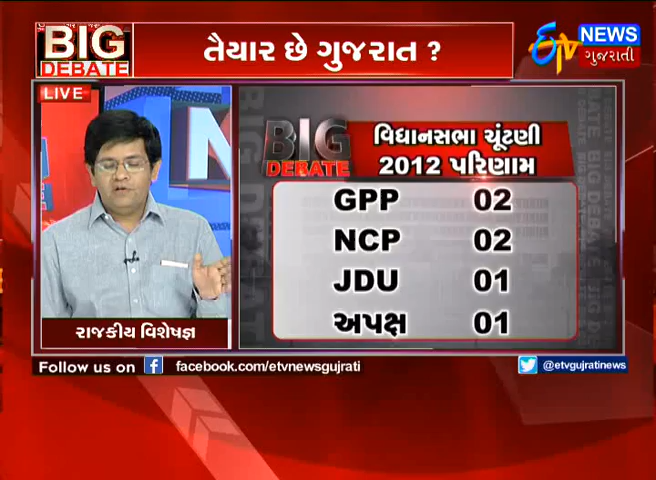 BIG
DEBATE
તૈયાર છે ગુજરાત ?
etv NEWS
ગુજરાતી
LIVE
BIG
DEBATE
વિધાનસભા ચૂંટણી
2012 પરિણામ
GPP 02
NCP 02
JDU 01
અપક્ષ 01
રાજકીય વિશેષજ્ઞ
Follow us on f facebook.com/etvnewsgujrati
@etvgujratinews